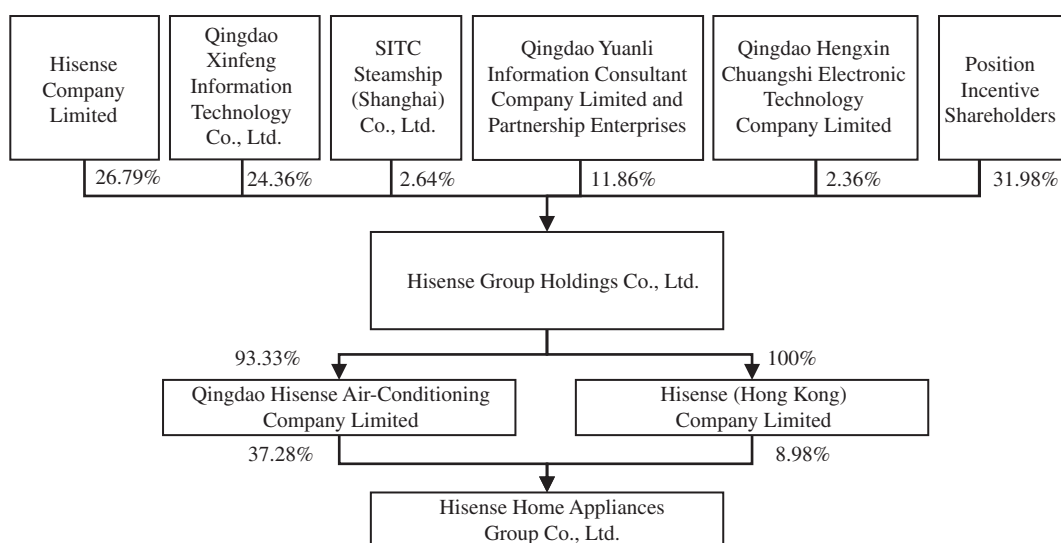 Hisense
Company
Limited
Qingdao
Xinfeng
Information
Technology
Co., Ltd.
SITC
Steamship
(Shanghai)
Co., Ltd.
Qingdao Yuanli
Information Consultant
Company Limited and
Partnership Enterprises
Qingdao Hengxin
Chuangshi Electronic
Technology
Company Limited
Position
Incentive
Shareholders
26.79%
24.36%
2.64%
11.86%
2.36%
31.98%
Hisense Group Holdings Co., Ltd.
93.33%
100%
Qingdao Hisense Air-Conditioning
Company Limited
Hisense (Hong Kong)
Company Limited
37.28%
8.98%
Hisense Home Appliances
Group Co., Ltd.